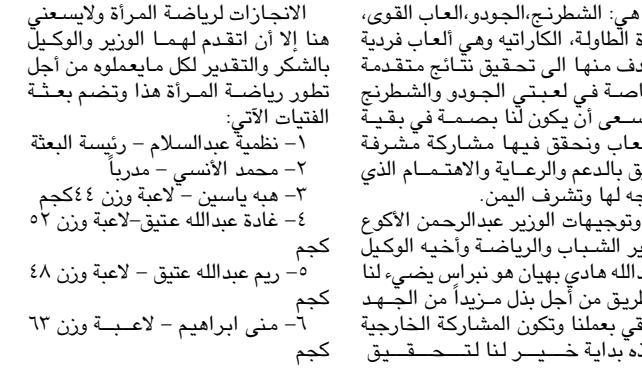 هي: الشطرنج،الجودو،العاب القوى،
الطاولة، الكاراتيه وهي ألعاب فردية
منها الى تحقيق نتائج متقدمة
في لعبتي الجودو والشطرنج
أن يكون لنا بصمة في بقية
ونحقق فيها مشاركة مشرفة
بالدعم والرعاية والاهتمام الذي
لها وتشرف اليمن.
وتوجيهات الوزير عبدالرحمن الأكوع
الشباب والرياضة وأخيه الوكيل
هادي بهيان هو نبراس يضيء لنا
من أجل بذل مزيداً من الجهد
بعملنا وتكون المشاركة الخارجية
بداية خير لنا لتحقيق
الانجازات لرياضة المرأة ولايسعني
هنا إلا أن اتقدم لهما الوزير والوكيل
بالشكر والتقدير لكل مايعملوه من أجل
تطور رياضة المرأة هذا وتضم بعثة
الفتيات الآتي:
١- نظمية عبدالسلام – رئيسة البعثة
٢- محمد الأنسي – مدرباً
٣- هبه ياسين – لاعبة وزن ٤٤كجم
٤- غادة عبدالله عتيق–لاعبة وزن ٥٢
كجم
٥- ريم عبدالله عتيق – لاعبة وزن ٤٨
كجم
٦- منى ابراهيم – لاعبة وزن ٦٣
كجم